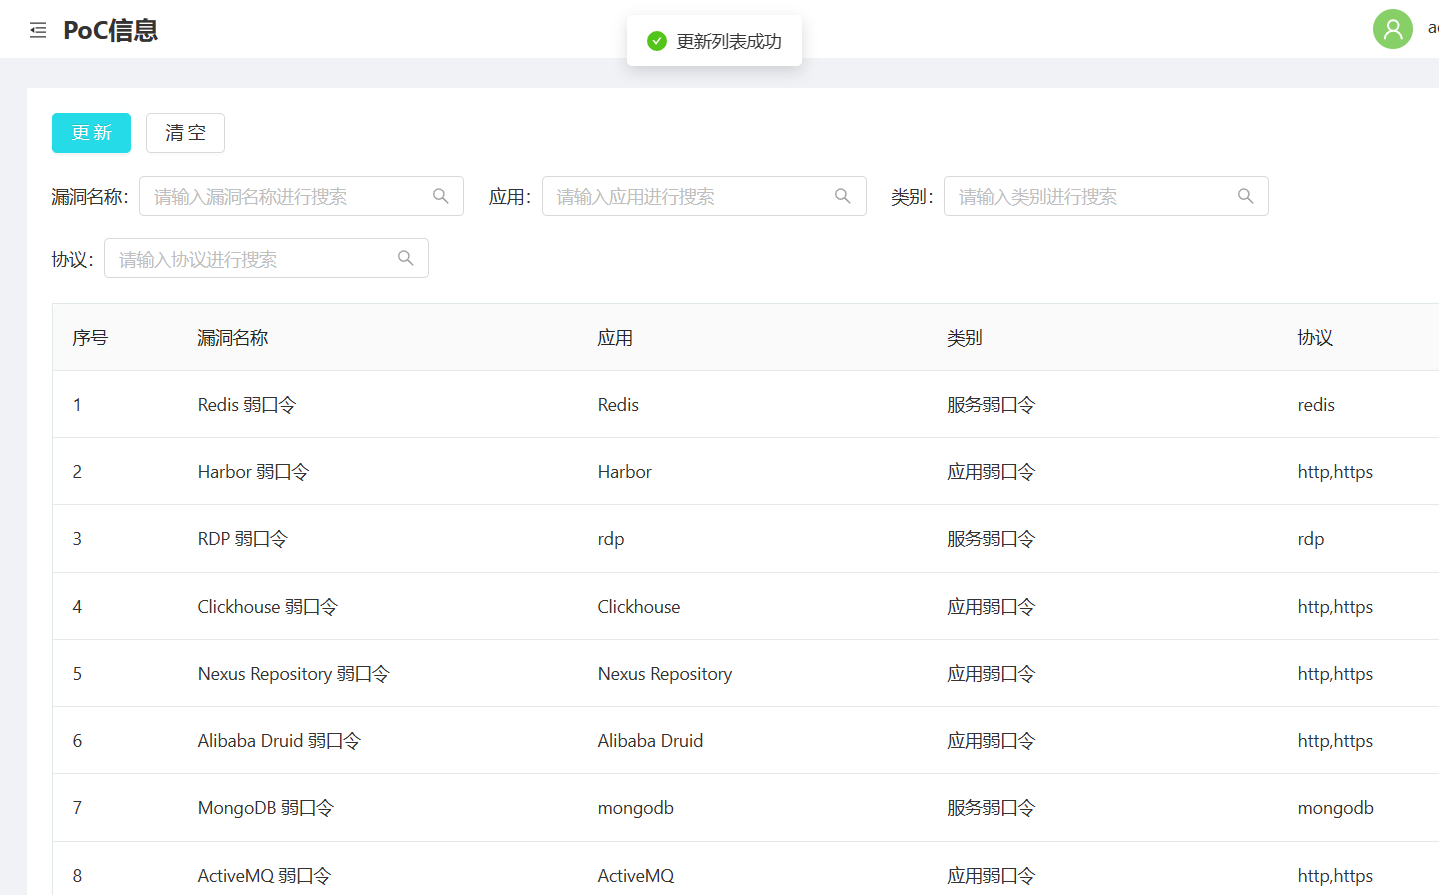 PoC信息
更新列表成功
更新 清空
漏洞名称： 请输入漏洞名称进行搜索 应用： 请输入应用进行搜索 类别： 请输入类别进行搜索
协议： 请输入协议进行搜索
序号 漏洞名称 应用 类别 协议
1 Redis 弱口令 Redis 服务弱口令 redis
2 Harbor 弱口令 Harbor 应用弱口令 http,https
3 RDP 弱口令 rdp 服务弱口令 rdp
4 Clickhouse 弱口令 Clickhouse 应用弱口令 http,https
5 Nexus Repository 弱口令 Nexus Repository 应用弱口令 http,https
6 Alibaba Druid 弱口令 Alibaba Druid 应用弱口令 http,https
7 MongoDB 弱口令 mongodb 服务弱口令 mongodb
8 ActiveMQ 弱口令 ActiveMQ 应用弱口令 http,https